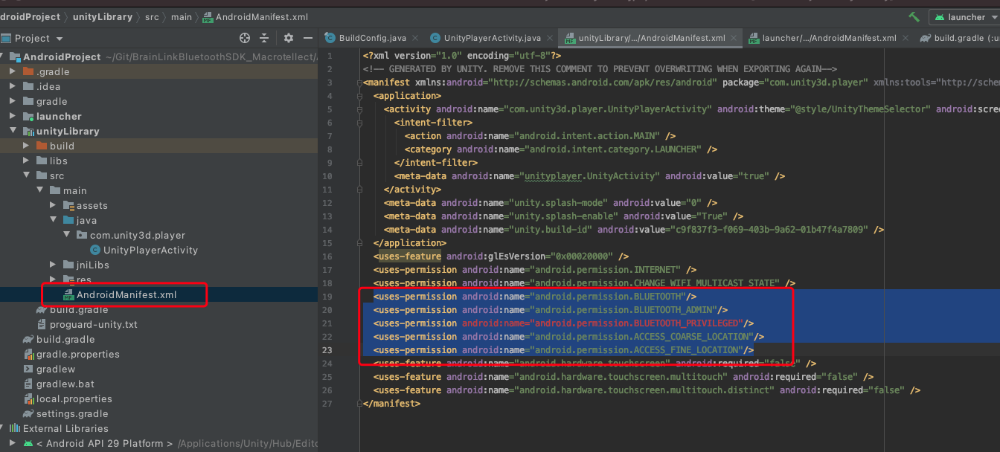 droidProject unityLibrary src main AndroidManifest.xml
launcher
Project
BuildConfig.java UnityPlayerActivity.java unityLibrary/.../AndroidManifest.xml launcher/.../AndroidManifest.xml build.gradle (:u
AndroidProject ~/Git/BrainLinkBluetoothSDK_Macrotellect/
.gradle
.idea
gradle
launcher
unityLibrary
build
libs
src
main
assets
java
com.unity3d.player
UnityPlayerActivity
jniLibs
res
AndroidManifest.xml
build.gradle
proguard-unity.txt
build.gradle
gradle.properties
gradlew
gradlew.bat
local.properties
settings.gradle
External Libraries
< Android API 29 Platform > /Applications/Unity/Hub/Edito
1 <?xml version="1.0" encoding="utf-8"?>
2 <!-- GENERATED BY UNITY. REMOVE THIS COMMENT TO PREVENT OVERWRITING WHEN EXPORTING AGAIN-->
3 <manifest xmlns:android="http://schemas.android.com/apk/res/android" package="com.unity3d.player" xmlns:tools="http://schem
4 <application>
5 <activity android:name="com.unity3d.player.UnityPlayerActivity" android:theme="@style/UnityThemeSelector" android:scre
6 <intent-filter>
7 <action android:name="android.intent.action.MAIN" />
8 <category android:name="android.intent.category.LAUNCHER" />
9 </intent-filter>
10 <meta-data android:name="unityplayer.UnityActivity" android:value="true" />
11 </activity>
12 <meta-data android:name="unity.splash-mode" android:value="0" />
13 <meta-data android:name="unity.splash-enable" android:value="True" />
14 <meta-data android:name="unity.build-id" android:value="c9f837f3-f069-403b-9a62-01b47f4a7809" />
15 </application>
16 <uses-feature android:glEsVersion="0x00020000" />
17 <uses-permission android:name="android.permission.INTERNET" />
18 <uses-permission android:name="android.permission.CHANGE_WIFI_MULTICAST_STATE" />
19 <uses-permission android:name="android.permission.BLUETOOTH"/>
20 <uses-permission android:name="android.permission.BLUETOOTH_ADMIN"/>
21 <uses-permission android:name="android.permission.BLUETOOTH_PRIVILEGED"/>
22 <uses-permission android:name="android.permission.ACCESS_COARSE_LOCATION"/>
23 <uses-permission android:name="android.permission.ACCESS_FINE_LOCATION"/>
24 <uses-feature android:name="android.hardware.touchscreen" android:required="false" />
25 <uses-feature android:name="android.hardware.touchscreen.multitouch" android:required="false" />
26 <uses-feature android:name="android.hardware.touchscreen.multitouch.distinct" android:required="false" />
27 </manifest>